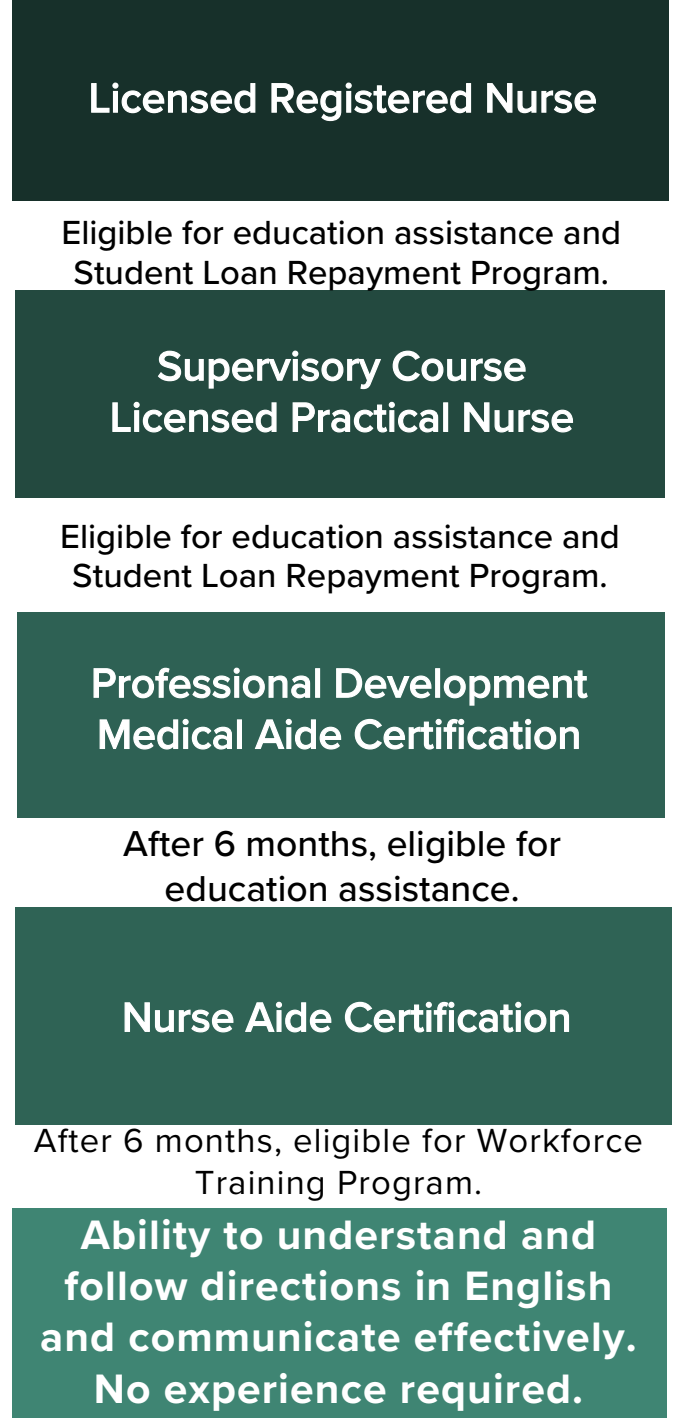 Licensed Registered Nurse
Eligible for education assistance and
Student Loan Repayment Program.
Supervisory Course
Licensed Practical Nurse
Eligible for education assistance and
Student Loan Repayment Program.
Professional Development
Medical Aide Certification
After 6 months, eligible for
education assistance.
Nurse Aide Certification
After 6 months, eligible for Workforce
Training Program.
Ability to understand and
follow directions in English
and communicate effectively.
No experience required.